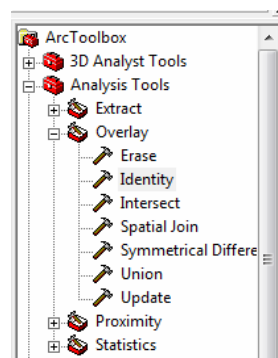 ArcToolbox
3D Analyst Tools
Analysis Tools
Extract
Overlay
Erase
Identity
Intersect
Spatial Join
Symmetrical Differe
Union
Update
Proximity
Statistics